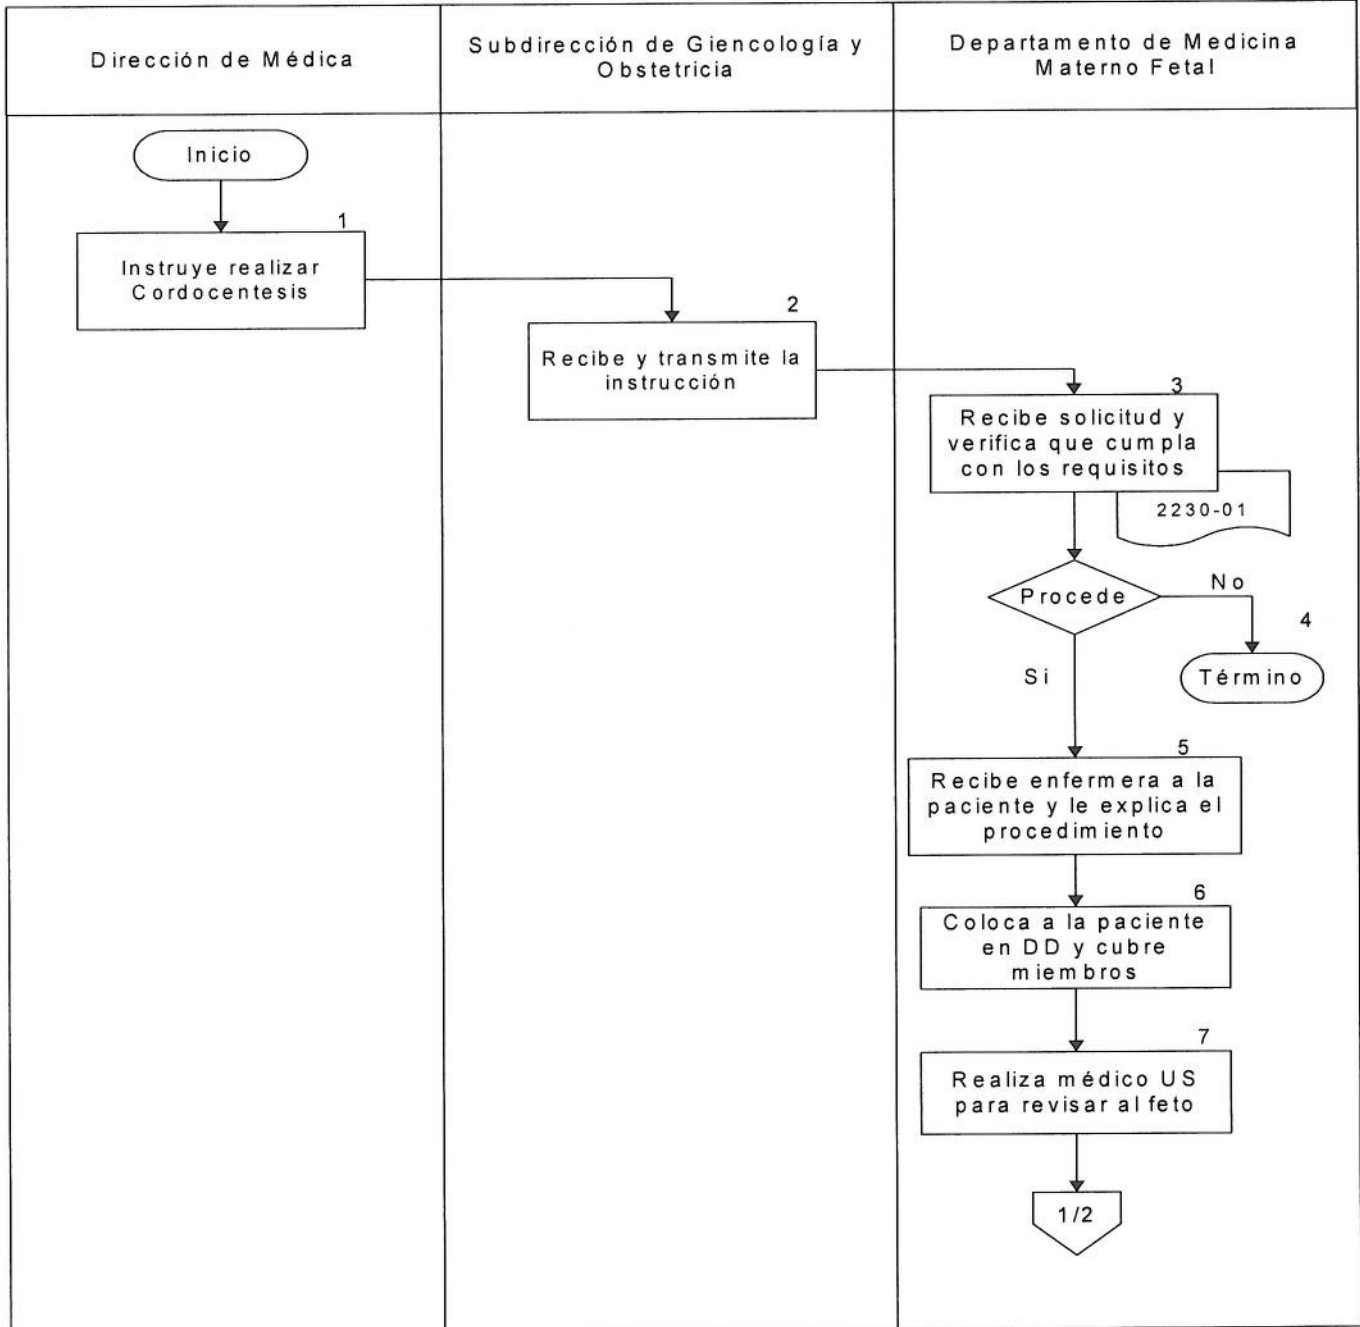 Dirección de Médica
Subdirección de Giencología y
Obstetricia
Departamento de Medicina
Materno Fetal
Inicio
1
Instruye realizar
Cordocentesis
2
Recibe y transmite la
instrucción
3
Recibe solicitud y
verifica que cumpla
con los requisitos
2230-01
Procede
No
4
Término
Si
5
Recibe enfermera a la
paciente y le explica el
procedimiento
6
Coloca a la paciente
en DD y cubre
miembros
7
Realiza médico US
para revisar al feto
1/2